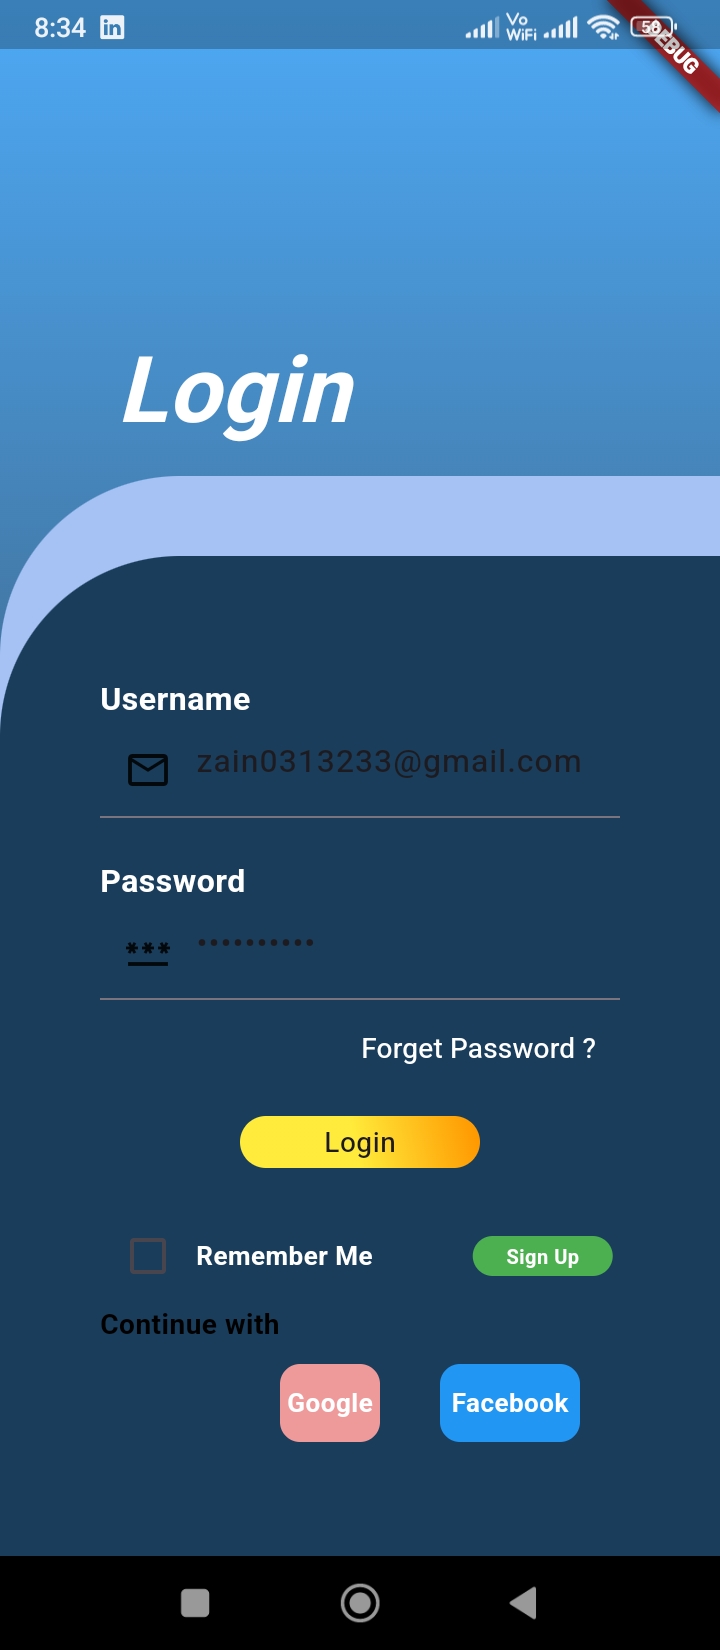 8:34 in Vo WiFi 58
DEBUG
Login
Username
zain0313233@gmail.com
Password
*** ••••••••••
Forget Password ?
Login
Remember Me Sign Up
Continue with
Google Facebook